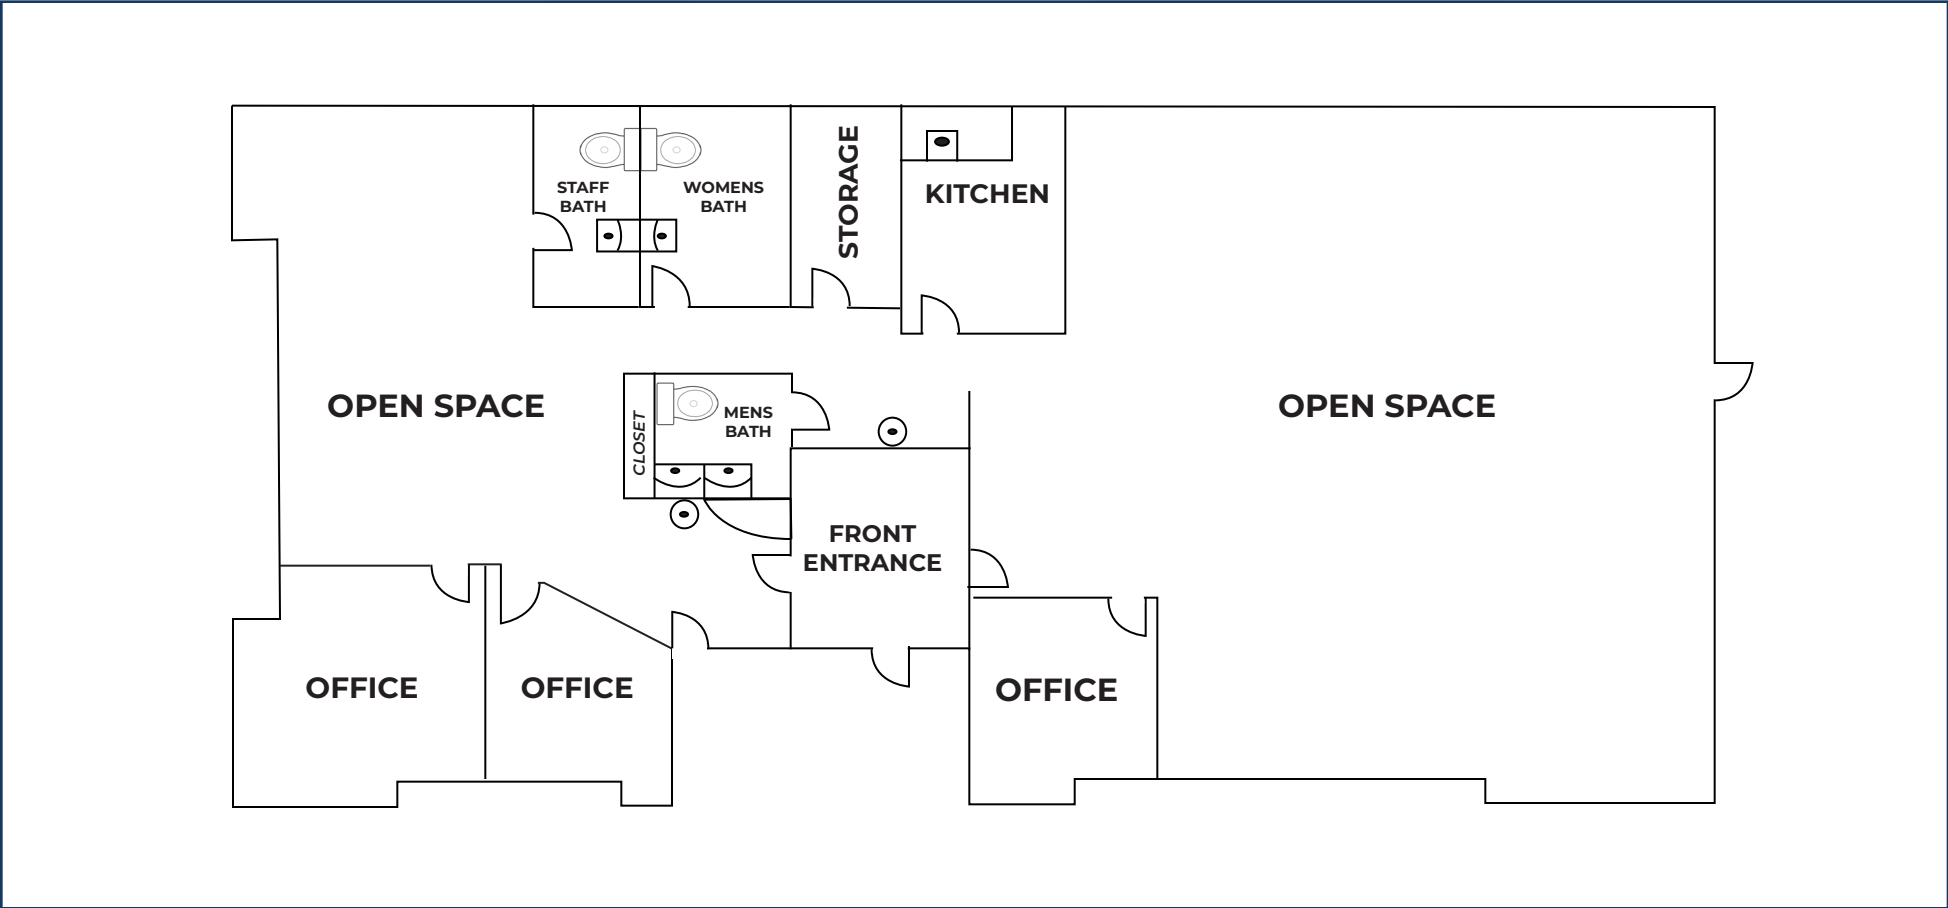 STAFF
BATH
WOMENS
BATH
STORAGE
KITCHEN
OPEN SPACE
CLOSET
MENS
BATH
OPEN SPACE
FRONT
ENTRANCE
OFFICE
OFFICE
OFFICE